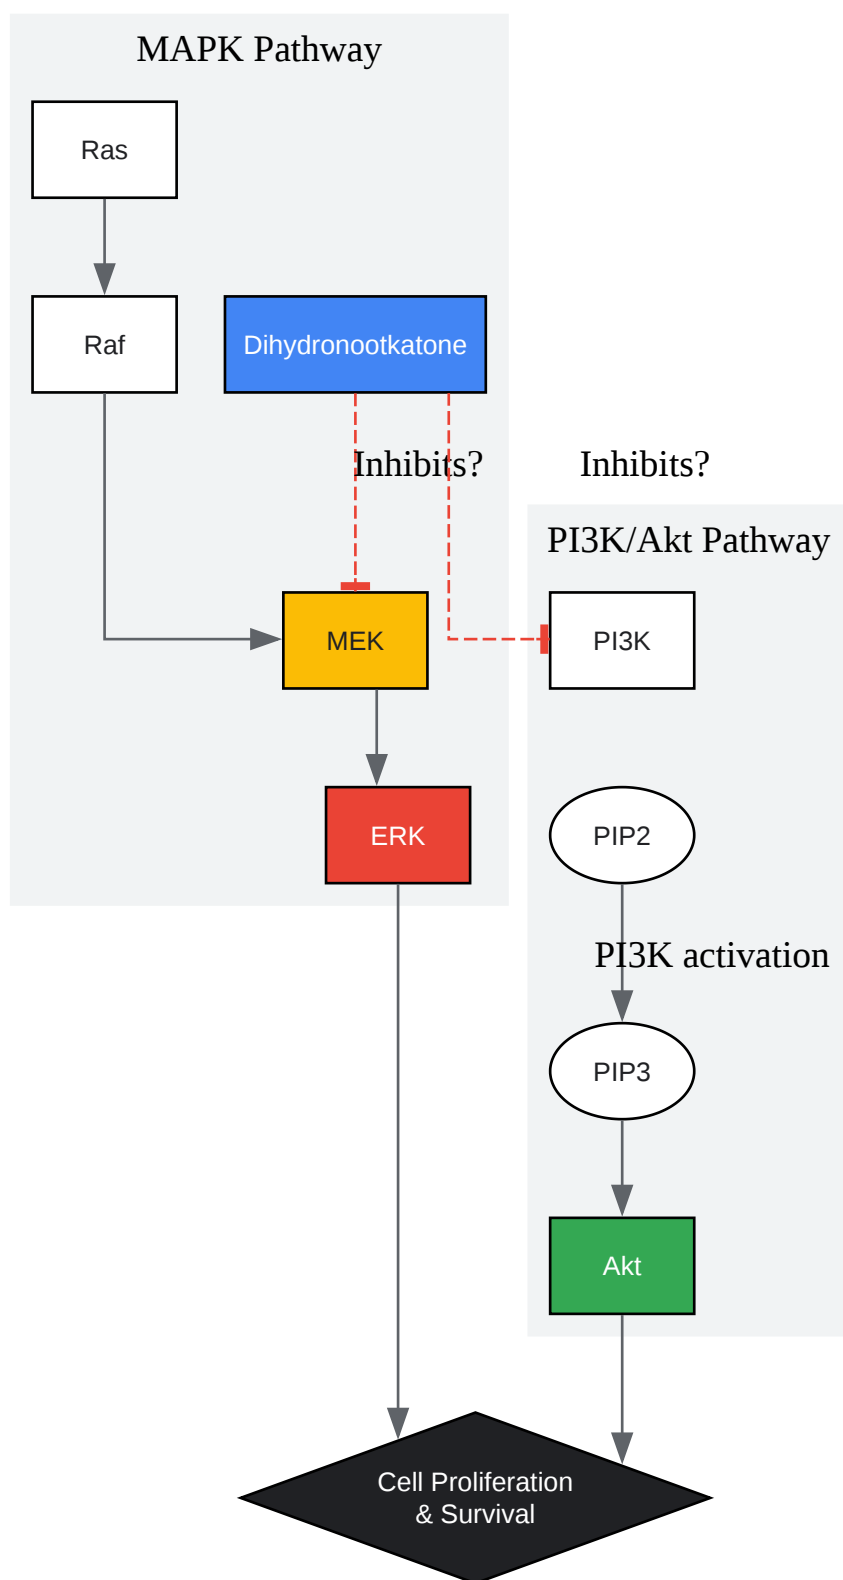 MAPK Pathway
Ras
Raf
Dihydronootkatone
Inhibits?
Inhibits?
PI3K/Akt Pathway
MEK
PI3K
ERK
PIP2
PI3K activation
PIP3
Akt
Cell Proliferation
& Survival